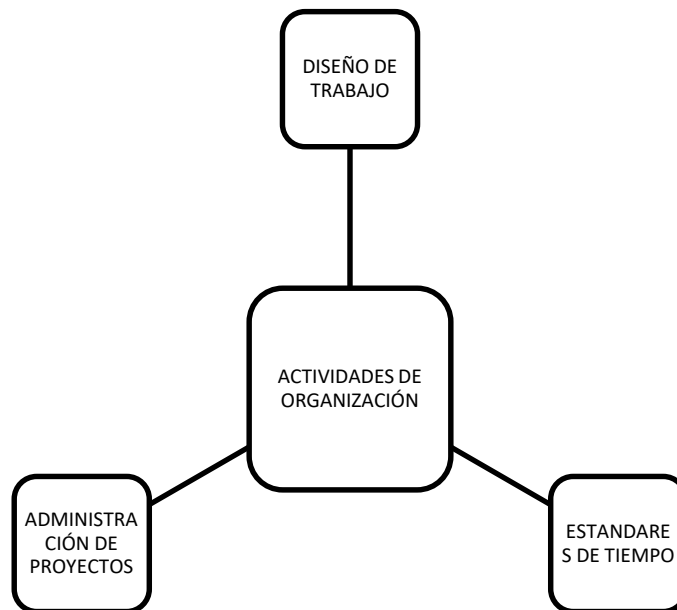 DISEÑO DE
TRABAJO
ACTIVIDADES DE
ORGANIZACIÓN
ADMINISTRA
CIÓN DE
PROYECTOS
ESTANDARE
S DE TIEMPO